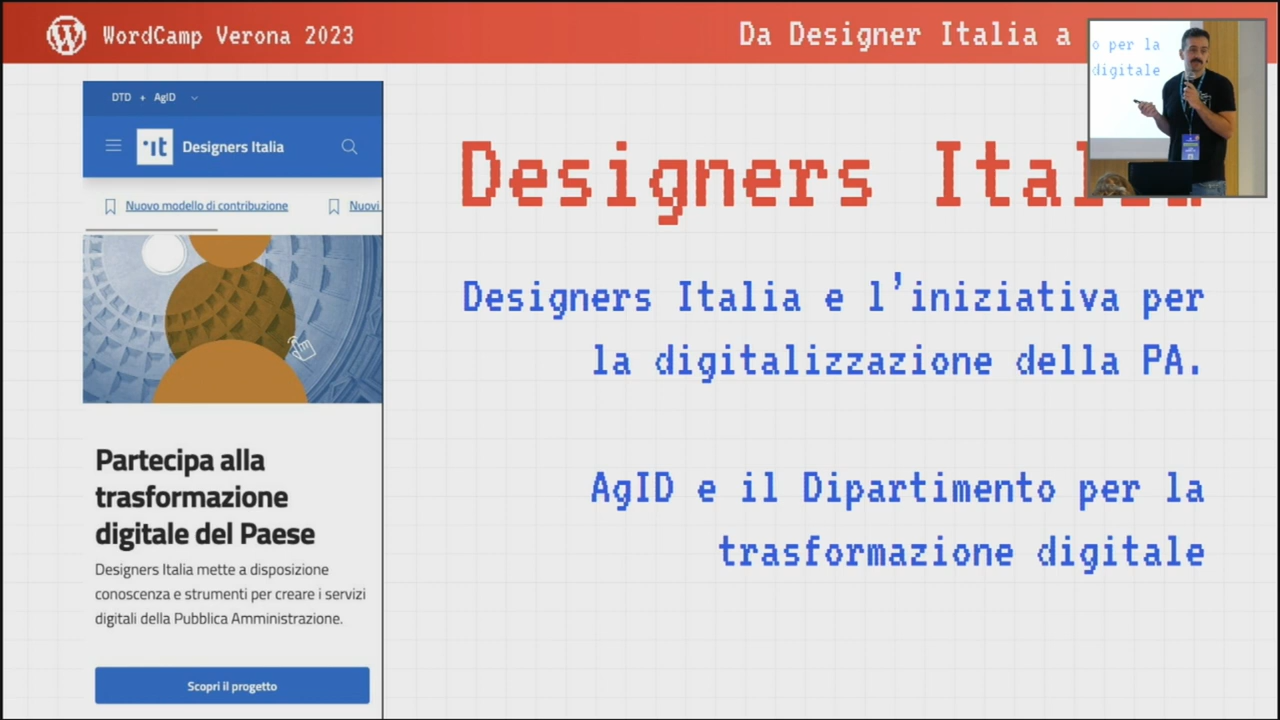 WordCamp Verona 2023
Da Designer Italia a
o per la
digitale
DTD + AgID
Designers Italia
Nuovo modello di contribuzione
Nuovi
Partecipa alla
trasformazione
digitale del Paese
Designers Italia mette a disposizione
conoscenza e strumenti per creare i servizi
digitali della Pubblica Amministrazione.
Scopri il progetto
Designers Italia
Designers Italia e l'iniziativa per
la digitalizzazione della PA.
AgID e il Dipartimento per la
trasformazione digitale